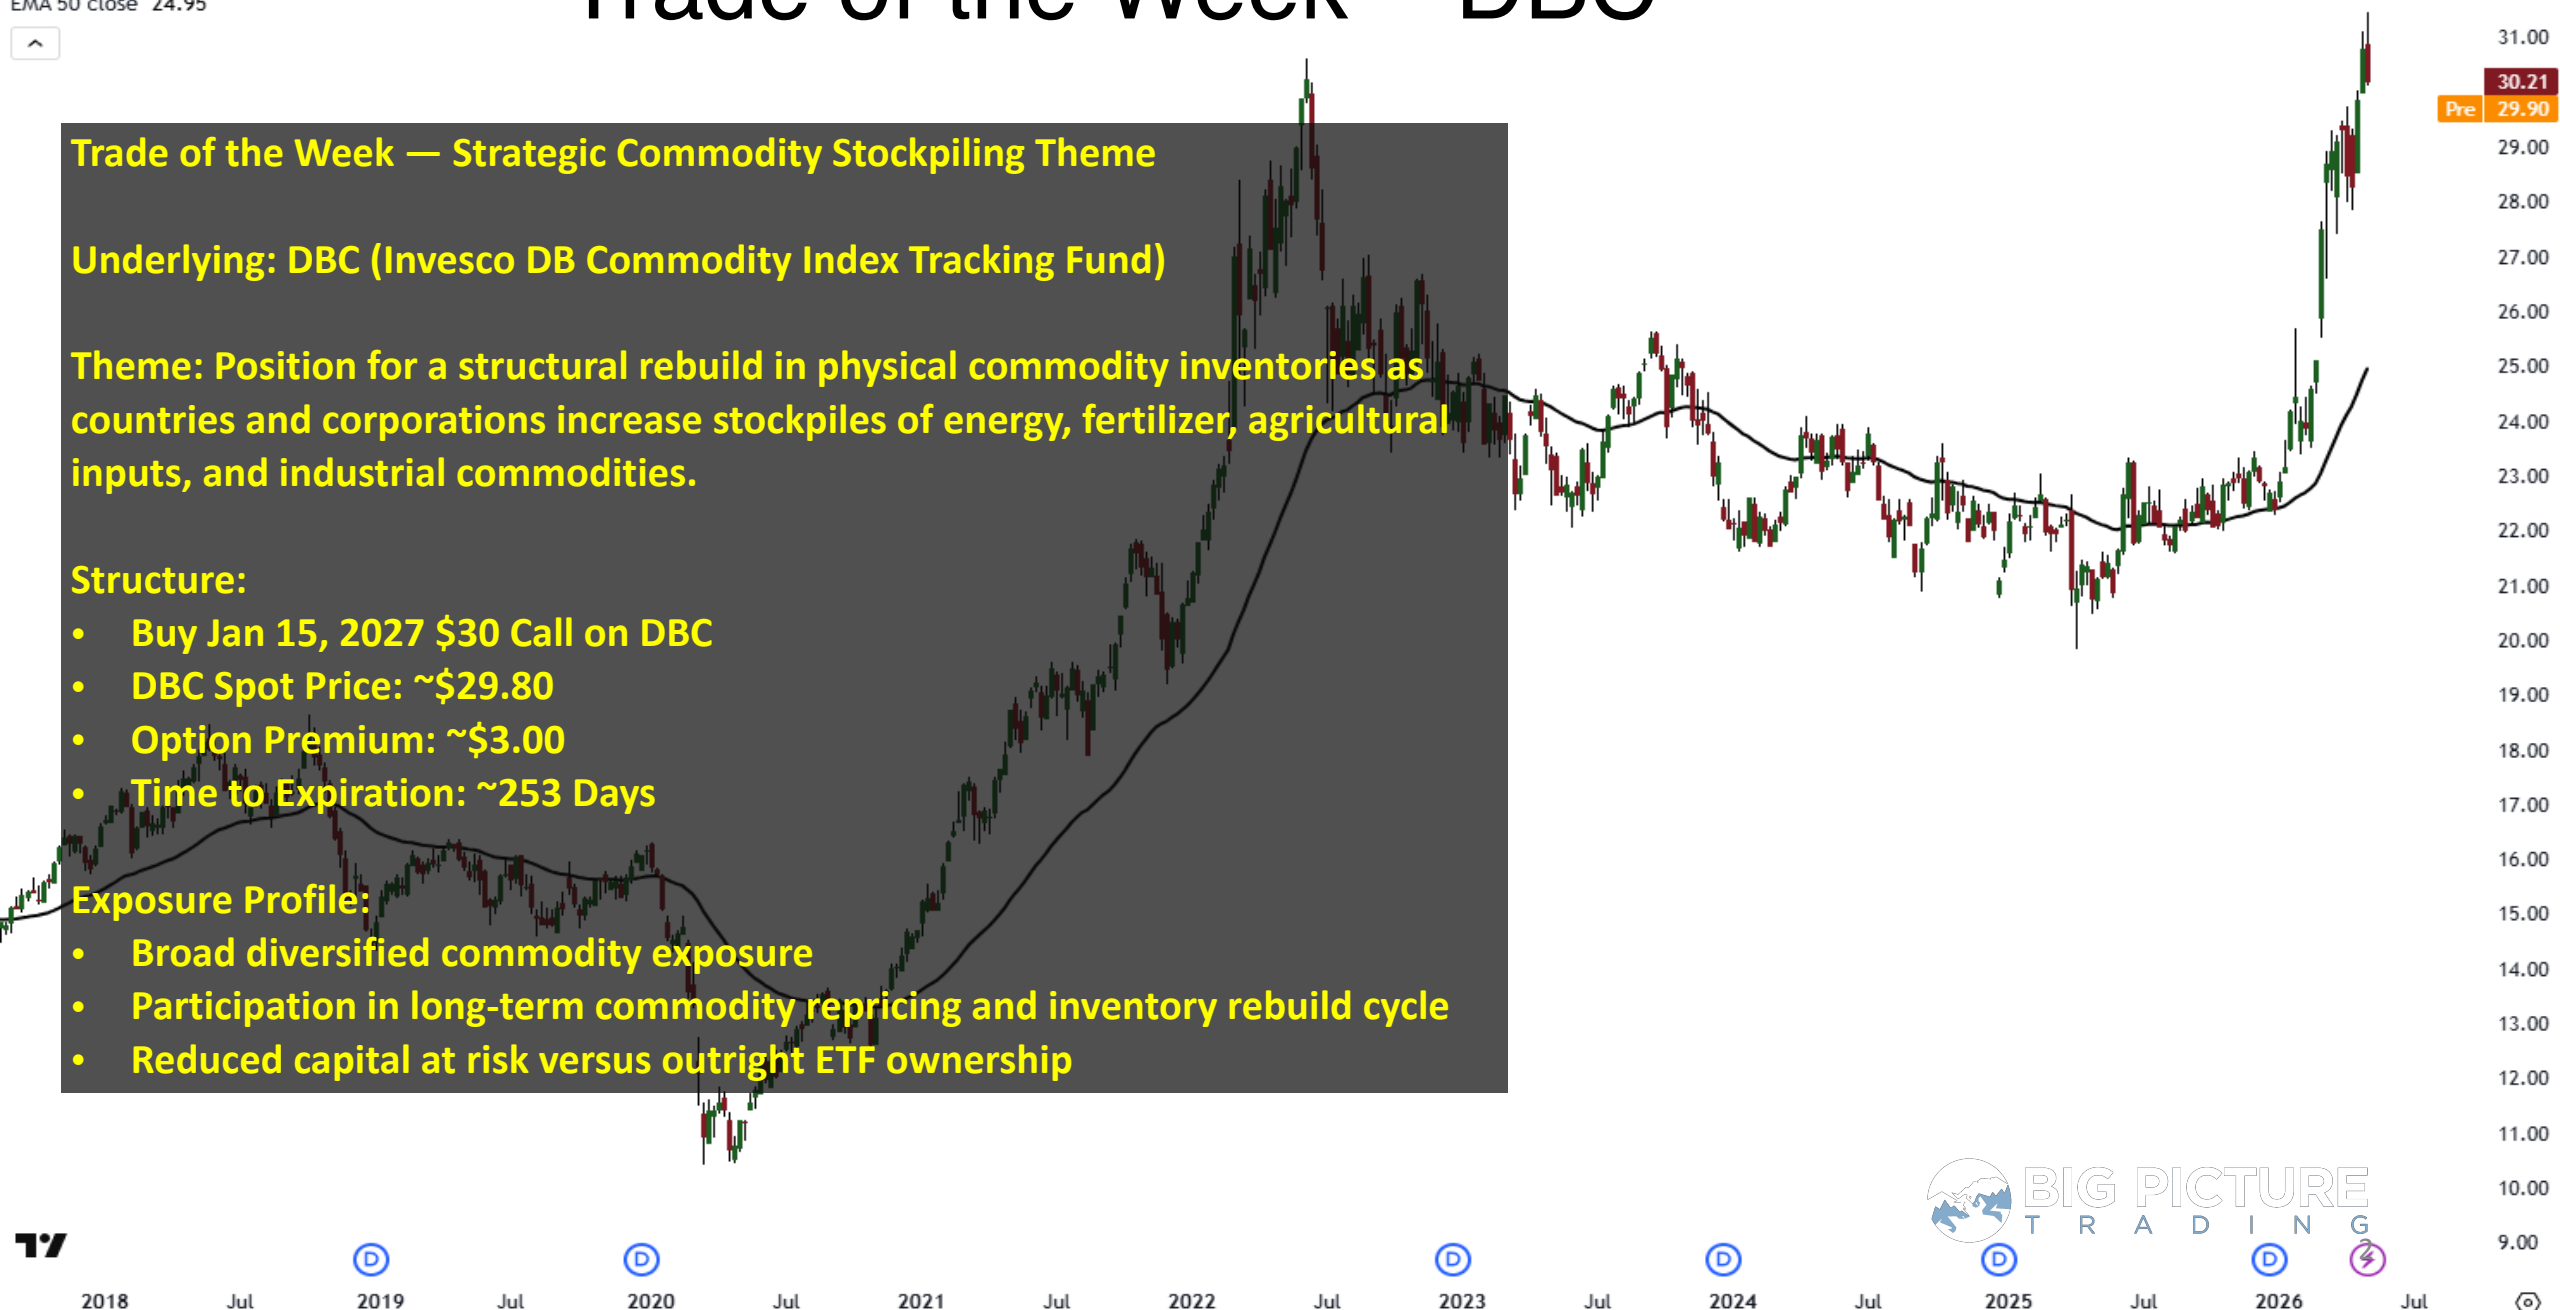 EMA 50 close 24.95
Trade of the Week – DBC
31.00
30.21
Pre 29.90
29.00
28.00
27.00
26.00
25.00
24.00
23.00
22.00
21.00
20.00
19.00
18.00
17.00
16.00
15.00
14.00
13.00
12.00
11.00
10.00
9.00
Trade of the Week — Strategic Commodity Stockpiling Theme
Underlying: DBC (Invesco DB Commodity Index Tracking Fund)
Theme: Position for a structural rebuild in physical commodity inventories as
countries and corporations increase stockpiles of energy, fertilizer, agricultural
inputs, and industrial commodities.
Structure:
• Buy Jan 15, 2027 $30 Call on DBC
• DBC Spot Price: ~$29.80
• Option Premium: ~$3.00
• Time to Expiration: ~253 Days
Exposure Profile:
• Broad diversified commodity exposure
• Participation in long-term commodity repricing and inventory rebuild cycle
• Reduced capital at risk versus outright ETF ownership
BIG PICTURE
TRADING
2
D D D D D D
2018 Jul 2019 Jul 2020 Jul 2021 Jul 2022 Jul 2023 Jul 2024 Jul 2025 Jul 2026 Jul